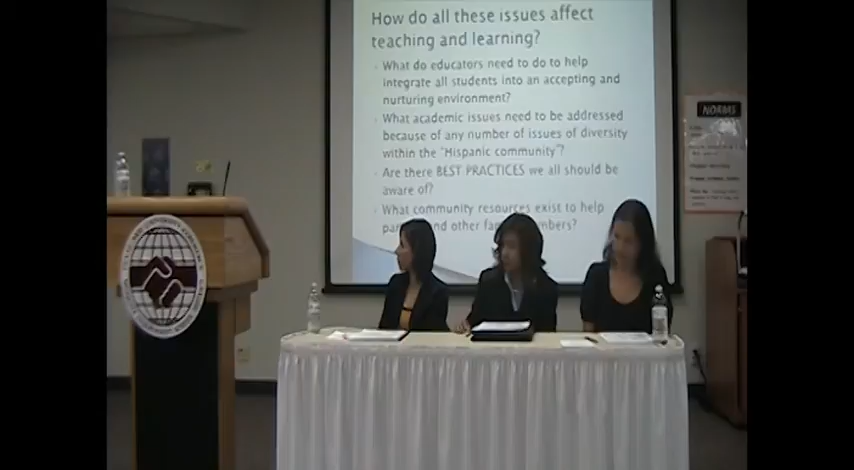 How do all these issues affect
teaching and learning?
What do educators need to do to help
integrate all students into an accepting and
nurturing environment?
What academic issues need to be addressed
because of any number of issues of diversity
within the "Hispanic community"?
Are there BEST PRACTICES we all should be
aware of?
What community resources exist to help
and other
NORMS